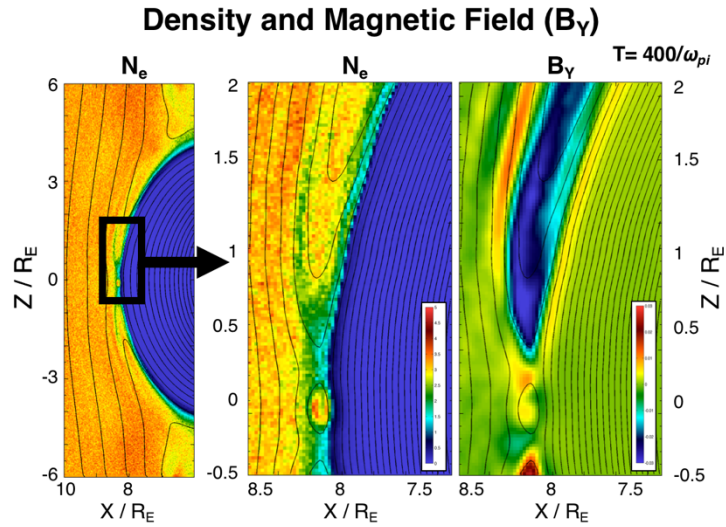 Density and Magnetic Field (B_Y)
T= 400/ω_pi
N_e
N_e
B_Y
6
3
0
-3
-6
Z / R_E
10
8
X / R_E
2
1.5
1
0.5
0
-0.5
8.5
8
7.5
X / R_E
2
1.5
1
0.5
0
-0.5
Z / R_E
8.5
8
7.5
X / R_E